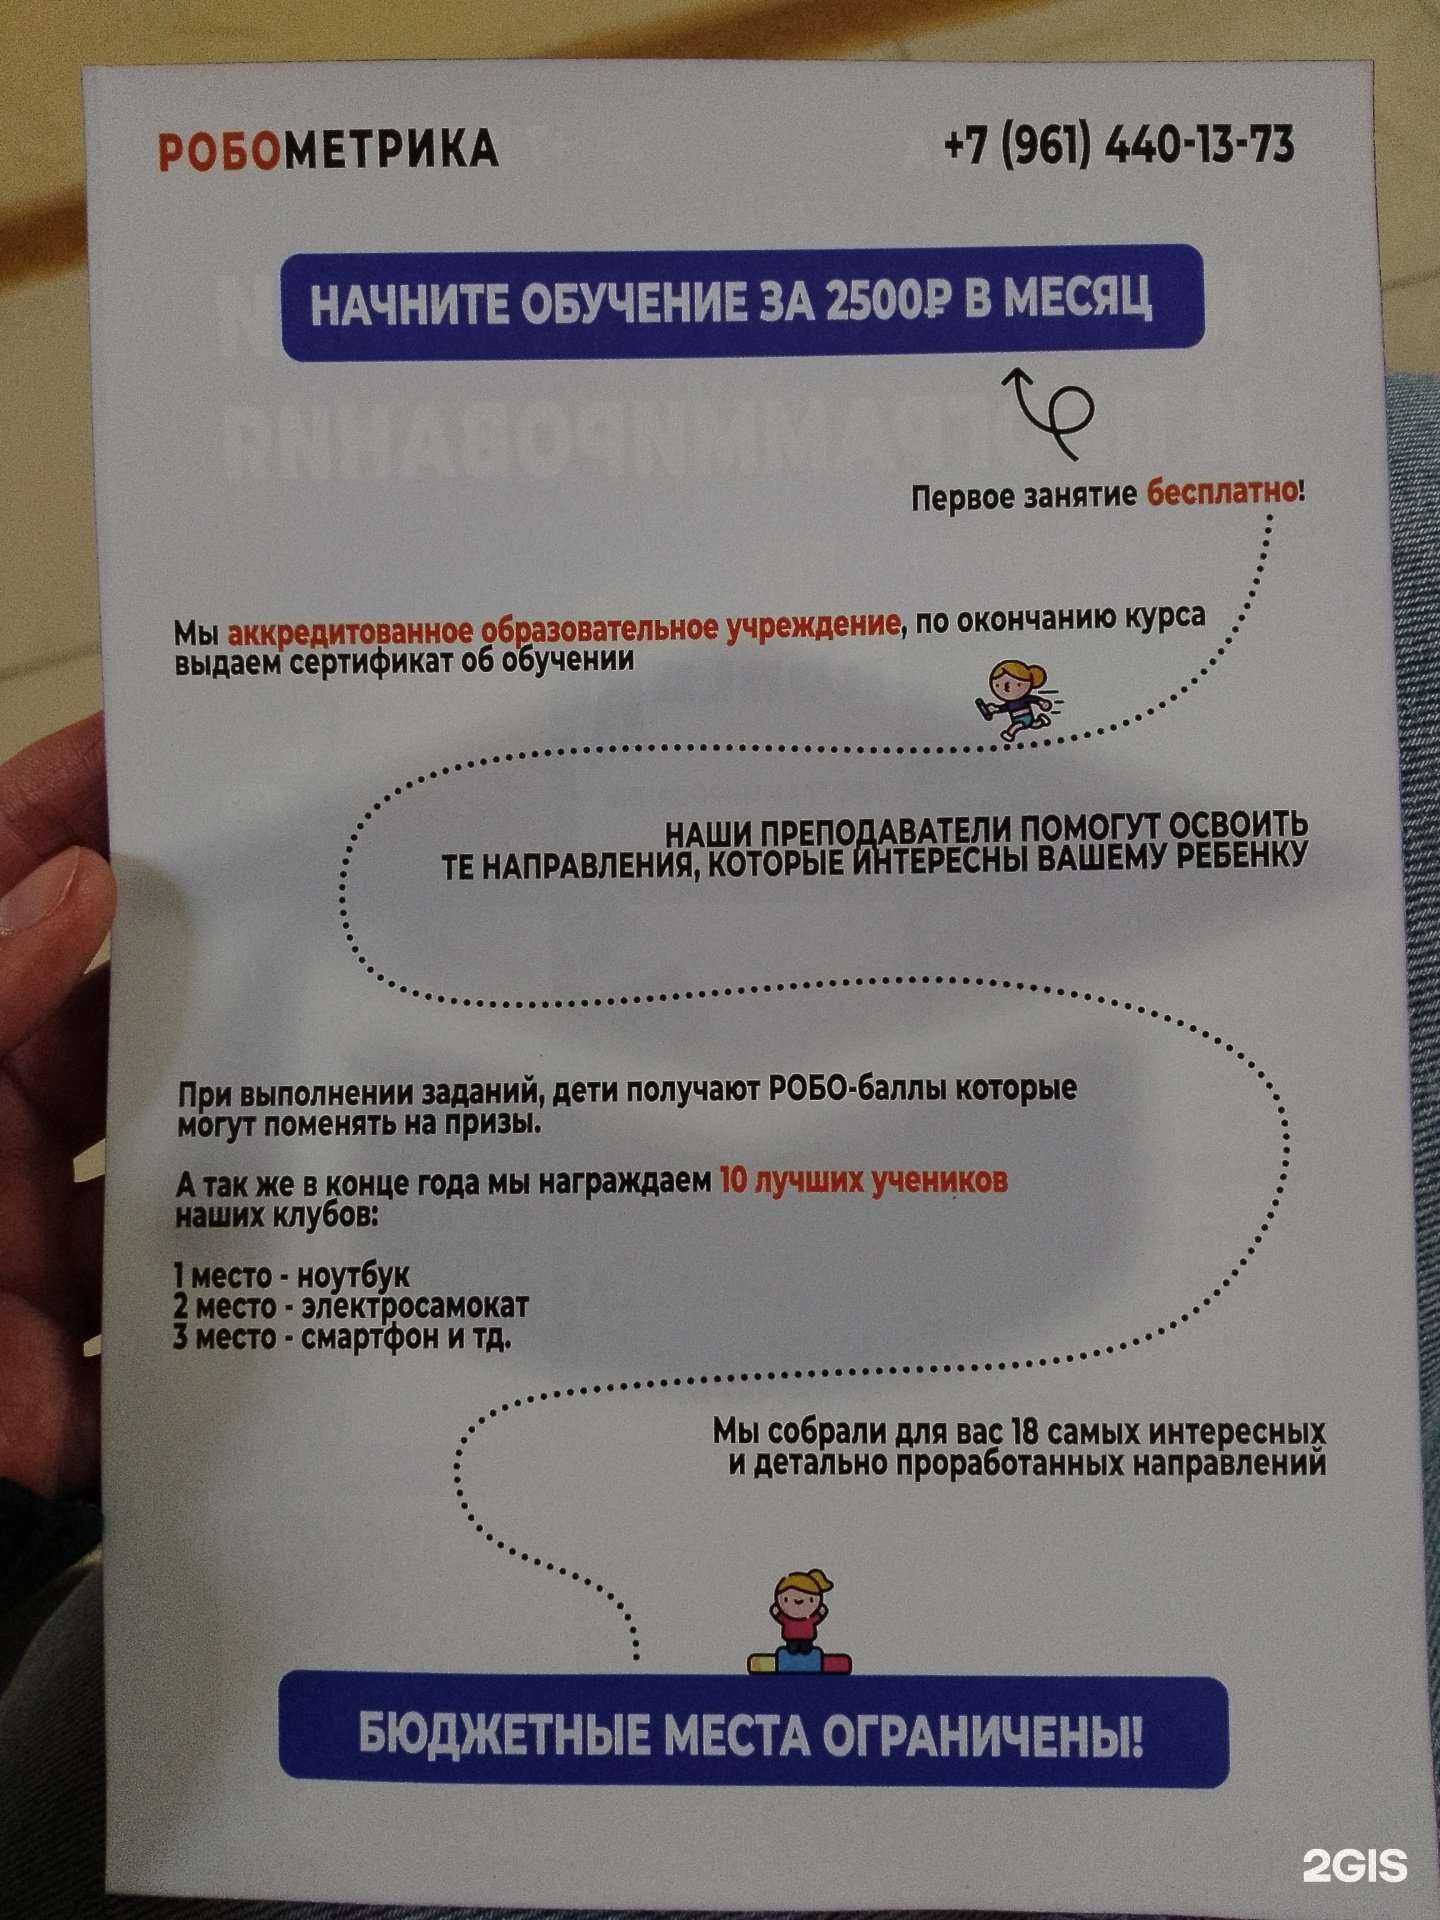 РОБОМЕТРИКА
+7 (961) 440-13-73
НАЧНИТЕ ОБУЧЕНИЕ ЗА 2500₽ В МЕСЯЦ
Первое занятие бесплатно!
Мы аккредитованное образовательное учреждение, по окончанию курса
выдаем сертификат об обучении
НАШИ ПРЕПОДАВАТЕЛИ ПОМОГУТ ОСВОИТЬ
ТЕ НАПРАВЛЕНИЯ, КОТОРЫЕ ИНТЕРЕСНЫ ВАШЕМУ РЕБЕНКУ
При выполнении заданий, дети получают РОБО-баллы которые
могут поменять на призы.
А так же в конце года мы награждаем 10 лучших учеников
наших клубов:
1 место - ноутбук
2 место - электросамокат
3 место - смартфон и тд.
Мы собрали для вас 18 самых интересных
и детально проработанных направлений
БЮДЖЕТНЫЕ МЕСТА ОГРАНИЧЕНЫ!
2GIS